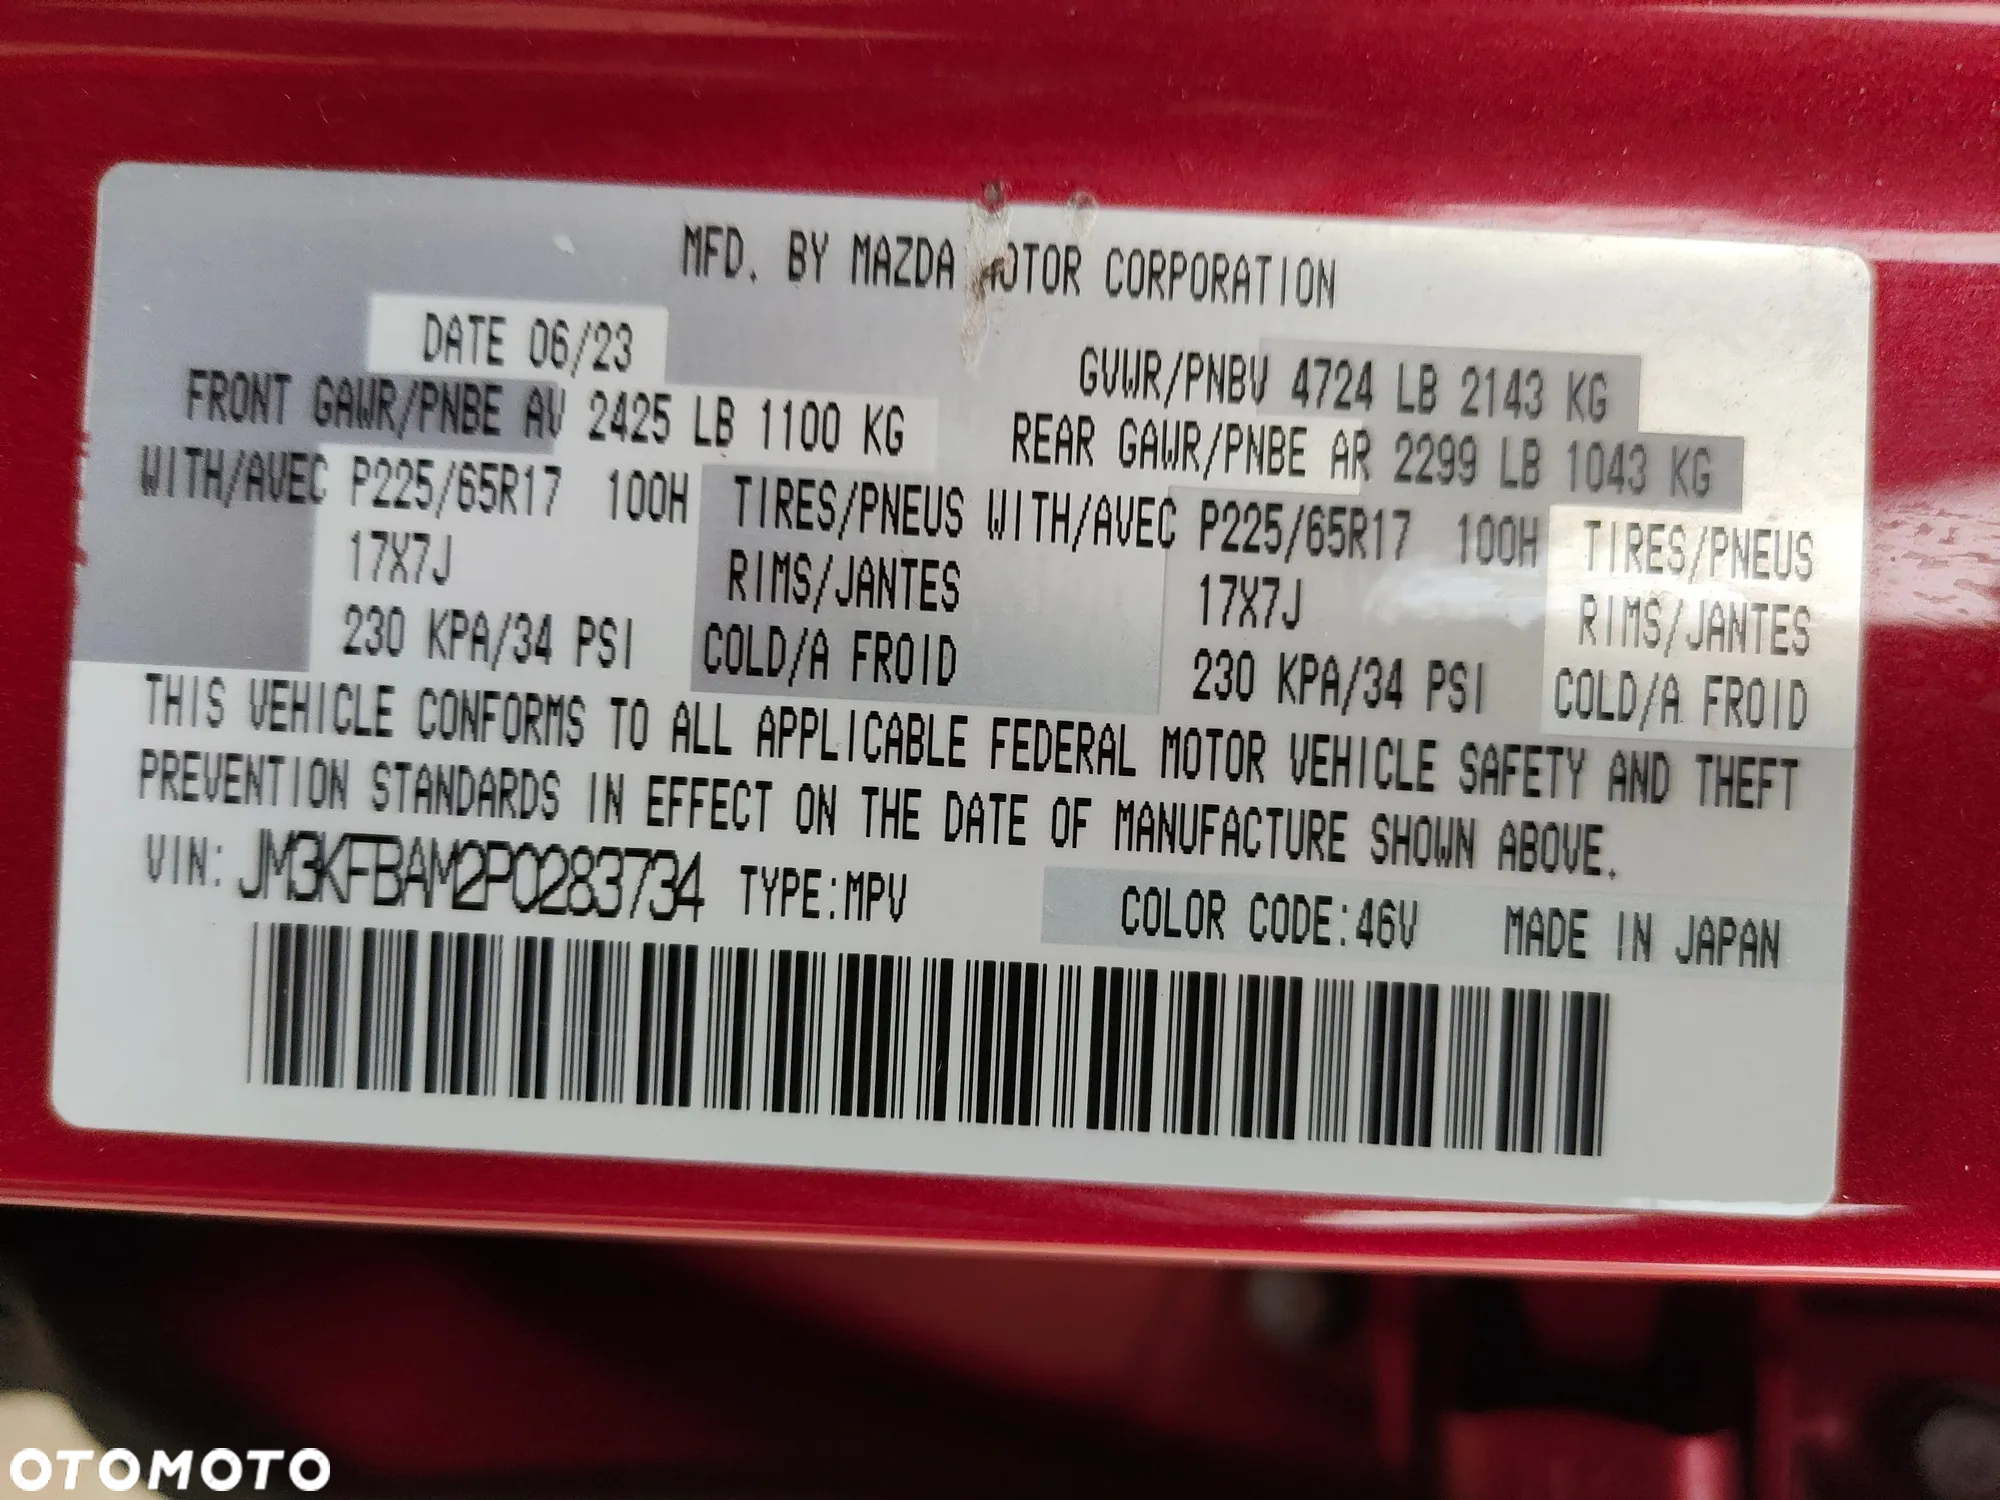 MFD. BY MAZDA MOTOR CORPORATION
DATE 06/23
GVWR/PNBV 4724 LB 2143 KG
FRONT GAWR/PNBE AV 2425 LB 1100 KG
REAR GAWR/PNBE AR 2299 LB 1043 KG
WITH/AVEC P225/65R17 100H TIRES/PNEUS WITH/AVEC P225/65R17 100H TIRES/PNEUS
17X7J RIMS/JANTES 17X7J RIMS/JANTES
230 KPA/34 PSI COLD/A FROID 230 KPA/34 PSI COLD/A FROID
THIS VEHICLE CONFORMS TO ALL APPLICABLE FEDERAL MOTOR VEHICLE SAFETY AND THEFT
PREVENTION STANDARDS IN EFFECT ON THE DATE OF MANUFACTURE SHOWN ABOVE.
VIN: JM3KFBAM2P0283734 TYPE:MPV COLOR CODE:46V MADE IN JAPAN
OTOMOTO